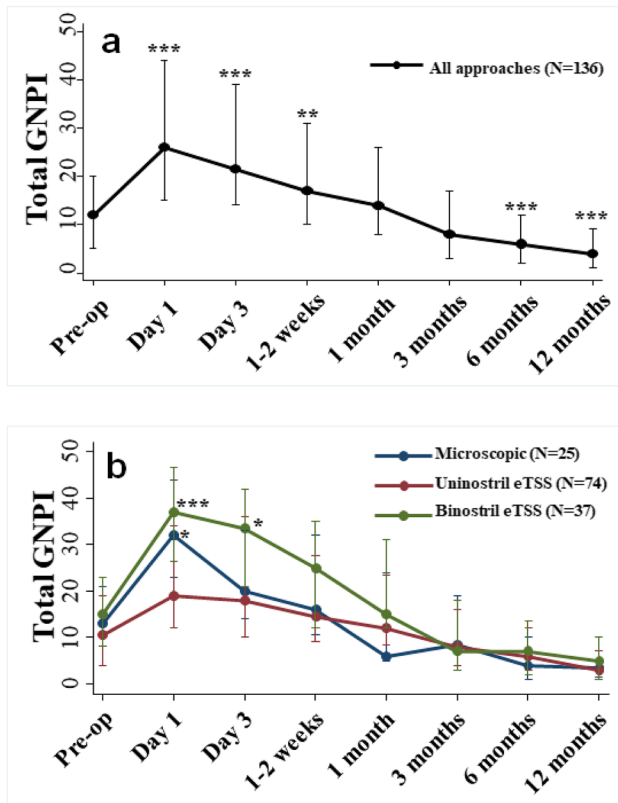 a
Total GNPI
50
40
30
20
10
0
***
***
**
***
***
All approaches (N=136)
Pre-op
Day 1
Day 3
1-2 weeks
1 month
3 months
6 months
12 months
b
Total GNPI
50
40
30
20
10
0
***
*
*
Microscopic (N=25)
Uninostril eTSS (N=74)
Binostril eTSS (N=37)
Pre-op
Day 1
Day 3
1-2 weeks
1 month
3 months
6 months
12 months